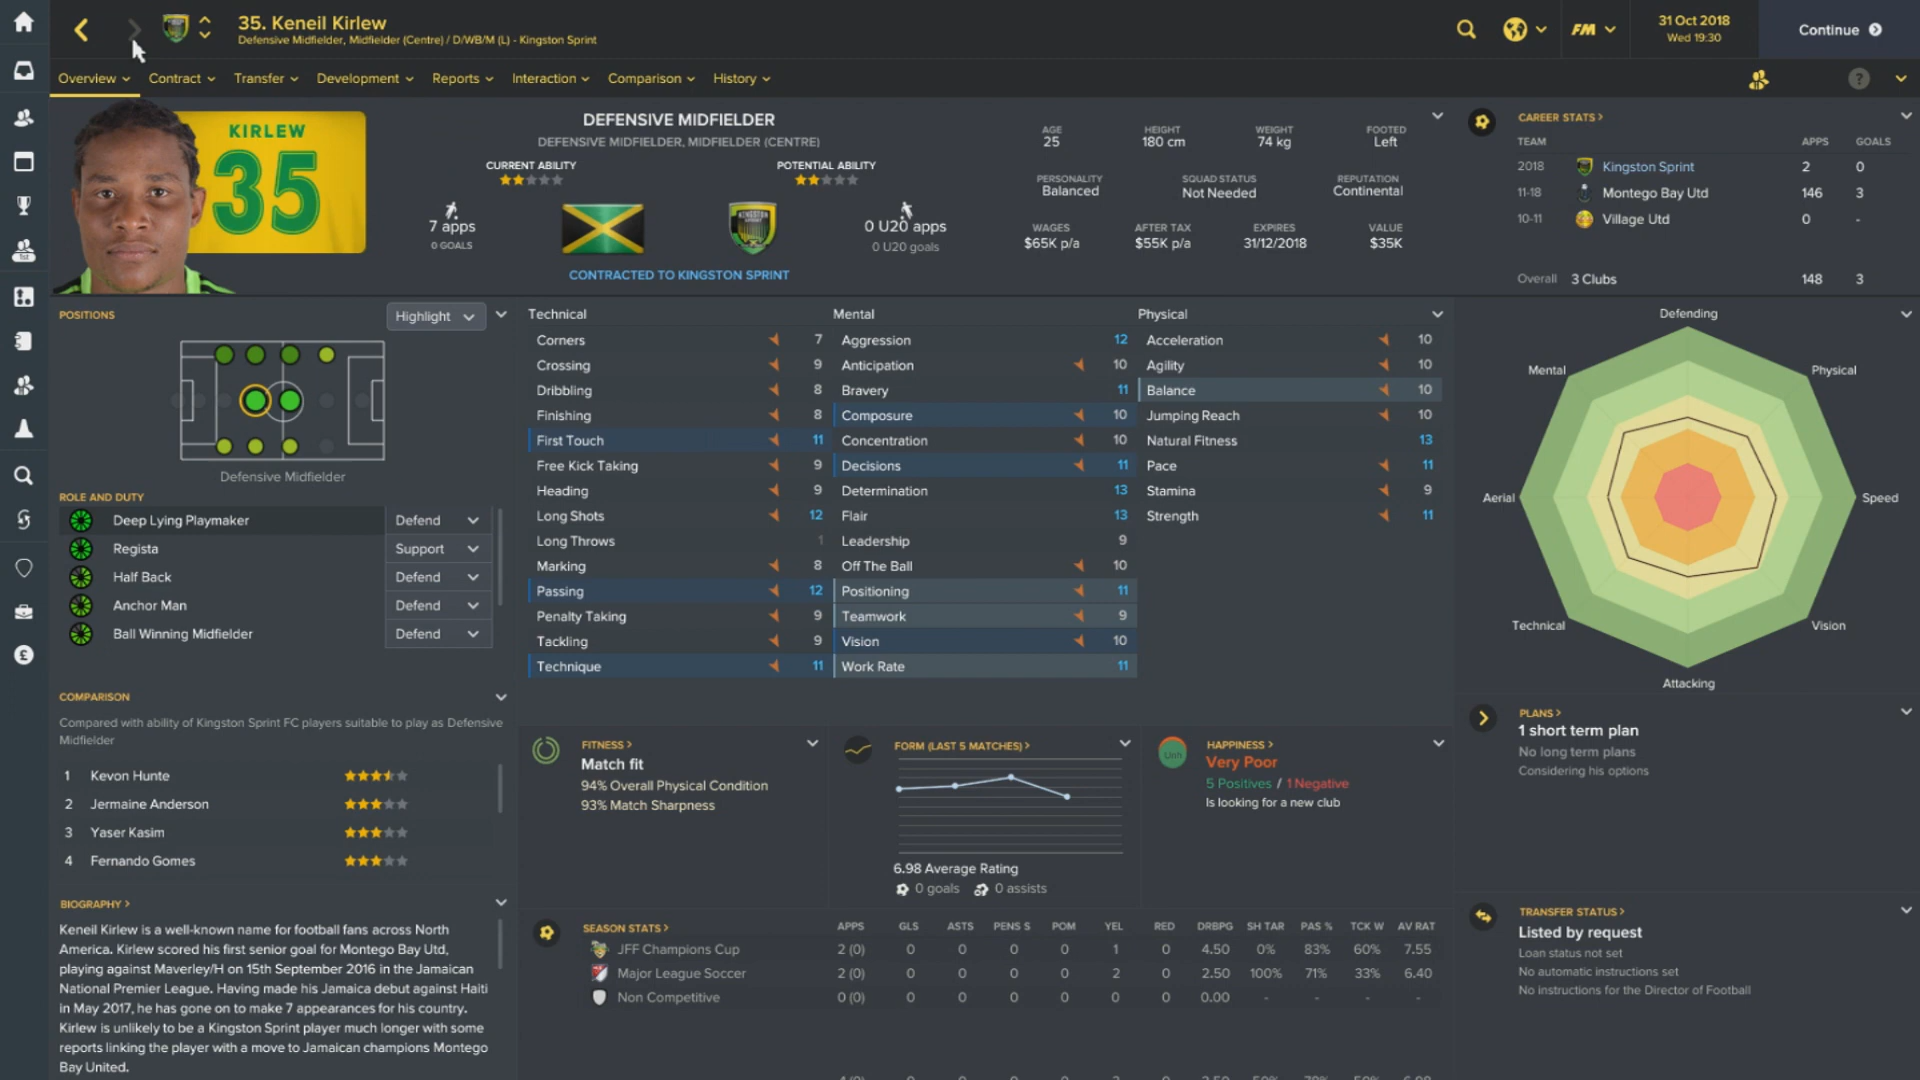 35. Keneil Kirlew
Defensive Midfielder, Midfielder (Centre) / D/WB/M (L) - Kingston Sprint
FM
31 Oct 2018
Wed 19:30
Continue
Overview
Contract
Transfer
Development
Reports
Interaction
Comparison
History
?
KIRLEW
35
DEFENSIVE MIDFIELDER
DEFENSIVE MIDFIELDER, MIDFIELDER (CENTRE)
CURRENT ABILITY
POTENTIAL ABILITY
7 apps
0 GOALS
KINGSTON
0 U20 apps
0 U20 goals
CONTRACTED TO KINGSTON SPRINT
AGE
25
HEIGHT
180 cm
WEIGHT
74 kg
FOOTED
Left
PERSONALITY
Balanced
SQUAD STATUS
Not Needed
REPUTATION
Continental
WAGES
$65K p/a
AFTER TAX
$55K p/a
EXPIRES
31/12/2018
VALUE
$35K
CAREER STATS >
TEAM APPS GOALS
2018 Kingston Sprint 2 0
11-18 Montego Bay Utd 146 3
10-11 Village Utd 0 -
Overall 3 Clubs 148 3
POSITIONS
Highlight
Defensive Midfielder
ROLE AND DUTY
Deep Lying Playmaker Defend
Regista Support
Half Back Defend
Anchor Man Defend
Ball Winning Midfielder Defend
COMPARISON
Compared with ability of Kingston Sprint FC players suitable to play as Defensive
Midfielder
1 Kevon Hunte
2 Jermaine Anderson
3 Yaser Kasim
4 Fernando Gomes
BIOGRAPHY >
Keneil Kirlew is a well-known name for football fans across North
America. Kirlew scored his first senior goal for Montego Bay Utd,
playing against Maverley/H on 15th September 2016 in the Jamaican
National Premier League. Having made his Jamaica debut against Haiti
in May 2017, he has gone on to make 7 appearances for his country.
Kirlew is unlikely to be a Kingston Sprint player much longer with some
reports linking the player with a move to Jamaican champions Montego
Bay United.
Technical
Corners 7
Crossing 9
Dribbling 8
Finishing 8
First Touch 11
Free Kick Taking 9
Heading 9
Long Shots 12
Long Throws 1
Marking 8
Passing 12
Penalty Taking 9
Tackling 9
Technique 11
Mental
Aggression 12
Anticipation 10
Bravery 11
Composure 10
Concentration 10
Decisions 11
Determination 13
Flair 13
Leadership 9
Off The Ball 10
Positioning 11
Teamwork 9
Vision 10
Work Rate 11
Physical
Acceleration 10
Agility 10
Balance 10
Jumping Reach 10
Natural Fitness 13
Pace 11
Stamina 9
Strength 11
Defending
Mental
Physical
Aerial
Speed
Technical
Vision
Attacking
FITNESS >
Match fit
94% Overall Physical Condition
93% Match Sharpness
FORM (LAST 5 MATCHES) >
6.98 Average Rating
0 goals 0 assists
Unh
HAPPINESS >
Very Poor
5 Positives / 1 Negative
Is looking for a new club
PLANS >
1 short term plan
No long term plans
Considering his options
SEASON STATS > APPS GLS ASTS PENS S POM YEL RED DRBPG SH TAR PAS % TCK W AV RAT
JFF Champions Cup 2 (0) 0 0 0 0 1 0 4.50 0% 83% 60% 7.55
Major League Soccer 2 (0) 0 0 0 0 2 0 2.50 100% 71% 33% 6.40
Non Competitive 0 (0) 0 0 0 0 0 0 0.00 - - - -
TRANSFER STATUS >
Listed by request
Loan status not set
No automatic instructions set
No instructions for the Director of Football